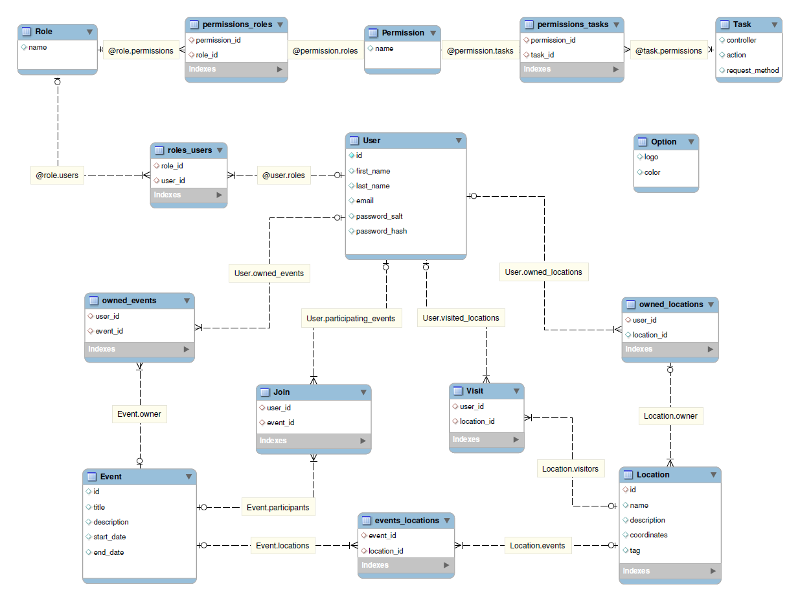 Role
name
@role.permissions
permissions_roles
permission_id
role_id
Indexes
@permission.roles
Permission
name
@permission.tasks
permissions_tasks
permission_id
task_id
Indexes
@task.permissions
Task
controller
action
request_method
@role.users
roles_users
role_id
user_id
Indexes
@user.roles
User
id
first_name
last_name
email
password_salt
password_hash
Option
logo
color
User.owned_events
User.owned_locations
owned_events
user_id
event_id
Indexes
User.participating_events
User.visited_locations
owned_locations
user_id
location_id
Indexes
Event.owner
Join
user_id
event_id
Indexes
Visit
user_id
location_id
Indexes
Location.owner
Location.visitors
Event
id
title
description
start_date
end_date
Event.participants
Event.locations
events_locations
event_id
location_id
Indexes
Location.events
Location
id
name
description
coordinates
tag
Indexes